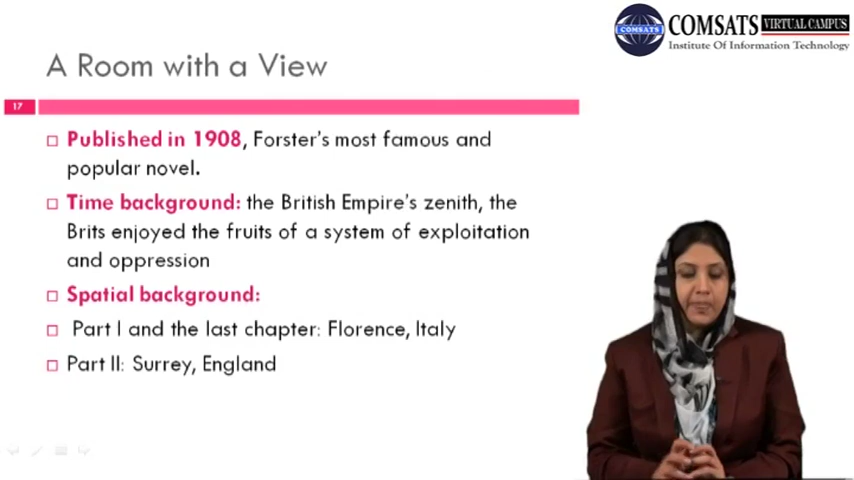 COMSATS VIRTUAL CAMPUS
COMSATS
Institute Of Information Technology
A Room with a View
17
Published in 1908, Forster's most famous and
popular novel.
Time background: the British Empire's zenith, the
Brits enjoyed the fruits of a system of exploitation
and oppression
Spatial background:
Part I and the last chapter: Florence, Italy
Part II: Surrey, England